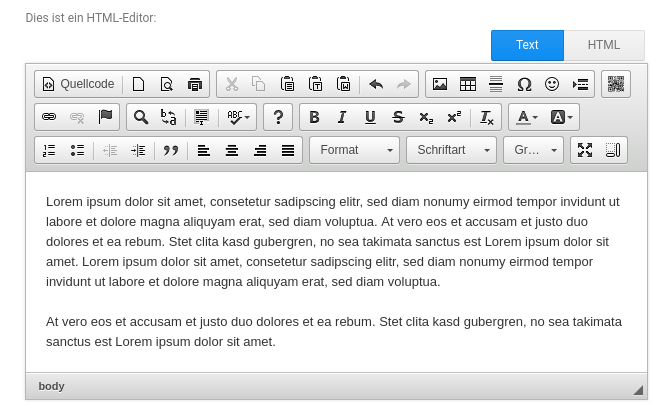 Dies ist ein HTML-Editor:
Text HTML
Quellcode
Format Schriftart Gr...
Lorem ipsum dolor sit amet, consetetur sadipscing elitr, sed diam nonumy eirmod tempor invidunt ut
labore et dolore magna aliquyam erat, sed diam voluptua. At vero eos et accusam et justo duo
dolores et ea rebum. Stet clita kasd gubergren, no sea takimata sanctus est Lorem ipsum dolor sit
amet. Lorem ipsum dolor sit amet, consetetur sadipscing elitr, sed diam nonumy eirmod tempor
invidunt ut labore et dolore magna aliquyam erat, sed diam voluptua.
At vero eos et accusam et justo duo dolores et ea rebum. Stet clita kasd gubergren, no sea takimata
sanctus est Lorem ipsum dolor sit amet.
body